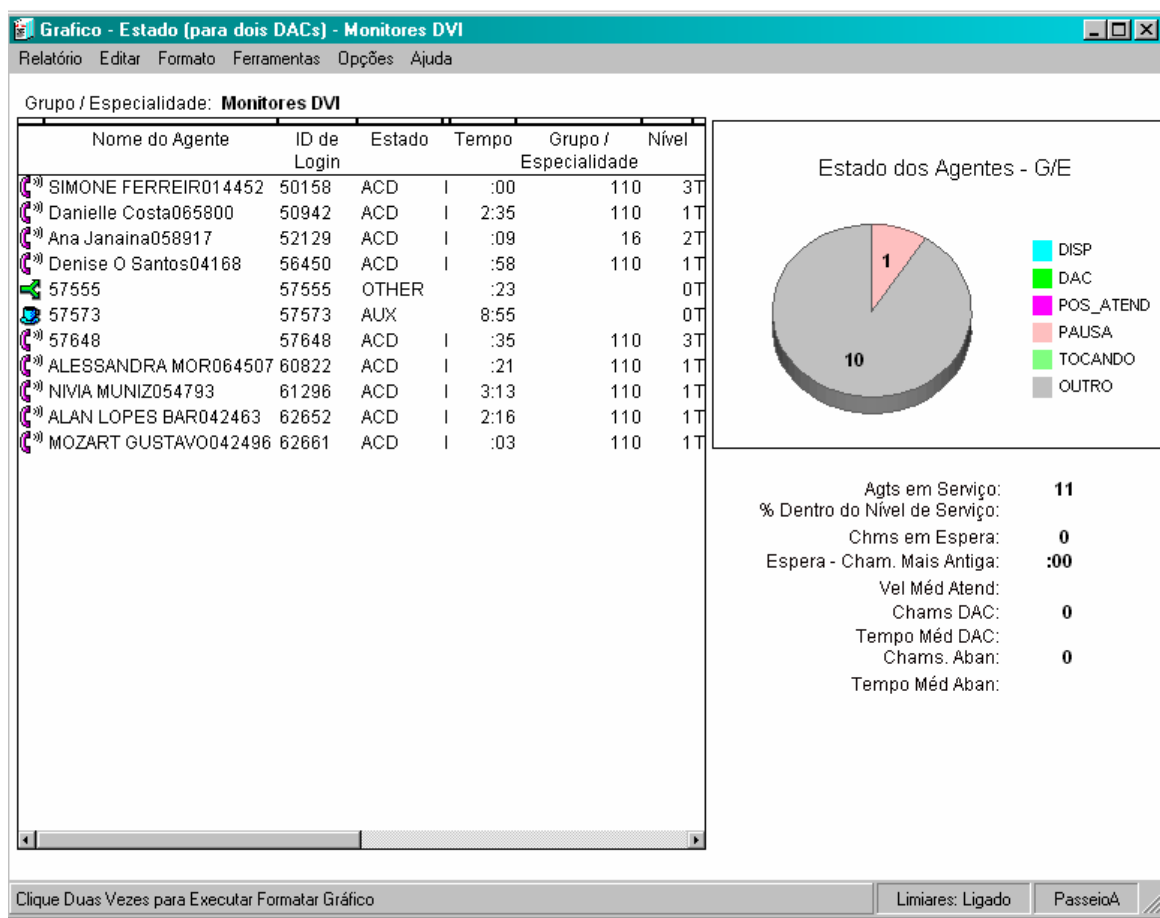 Grafico - Estado (para dois DACs) - Monitores DVI
Relatório Editar Formato Ferramentas Opções Ajuda
Grupo / Especialidade: Monitores DVI
Nome do Agente ID de Login Estado Tempo Grupo / Especialidade Nível
SIMONE FERREIR014452 50158 ACD I :00 110 3T
Danielle Costa065800 50942 ACD I 2:35 110 1T
Ana Janaina058917 52129 ACD I :09 16 2T
Denise O Santos04168 56450 ACD I :58 110 1T
57555 57555 OTHER :23 0T
57573 57573 AUX 8:55 0T
57648 57648 ACD I :35 110 3T
ALESSANDRA MOR064507 60822 ACD I :21 110 1T
NIVIA MUNIZ054793 61296 ACD I 3:13 110 1T
ALAN LOPES BAR042463 62652 ACD I 2:16 110 1T
MOZART GUSTAVO042496 62661 ACD I :03 110 1T
Estado dos Agentes - G/E
1
10
DISP
DAC
POS_ATEND
PAUSA
TOCANDO
OUTRO
Agts em Serviço: 11
% Dentro do Nível de Serviço:
Chms em Espera: 0
Espera - Cham. Mais Antiga: :00
Vel Méd Atend:
Chams DAC: 0
Tempo Méd DAC:
Chams. Aban: 0
Tempo Méd Aban:
Clique Duas Vezes para Executar Formatar Gráfico
Limiares: Ligado
PasseioA